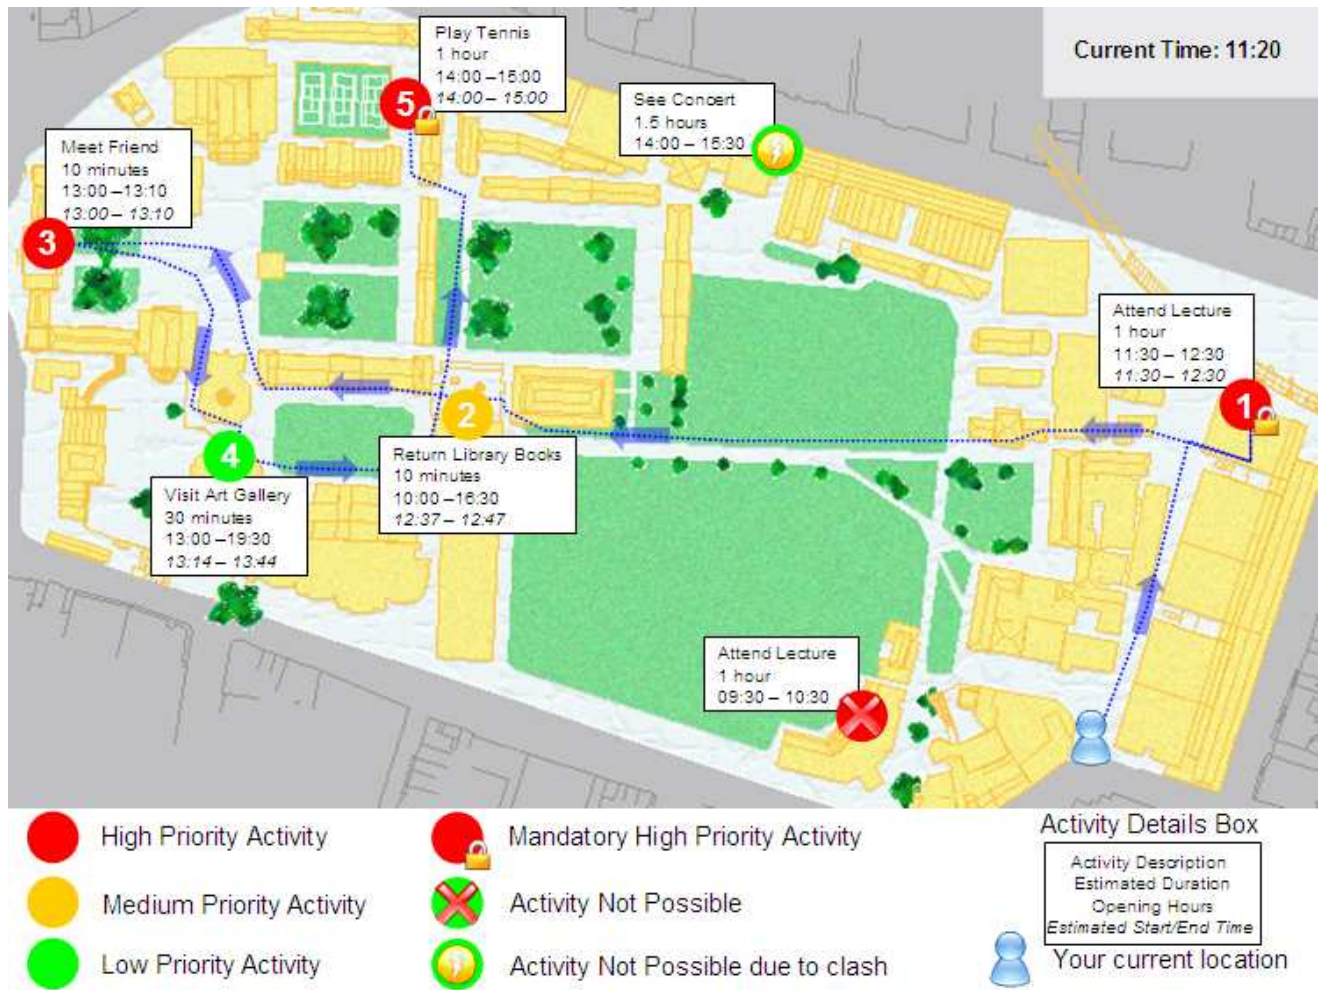 Current Time: 11:20
Play Tennis
1 hour
14:00 –15:00
14:00 – 15:00
5
See Concert
1.5 hours
14:00 – 15:30
Meet Friend
10 minutes
13:00 –13:10
13:00 – 13:10
3
Attend Lecture
1 hour
11:30 – 12:30
11:30 – 12:30
1
2
Return Library Books
10 minutes
10:00 –16:30
12:37 – 12:47
4
Visit Art Gallery
30 minutes
13:00 –19:30
13:14 – 13:44
Attend Lecture
1 hour
09:30 – 10:30
High Priority Activity
Medium Priority Activity
Low Priority Activity
Mandatory High Priority Activity
Activity Not Possible
Activity Not Possible due to clash
Activity Details Box
Activity Description
Estimated Duration
Opening Hours
Estimated Start/End Time
Your current location